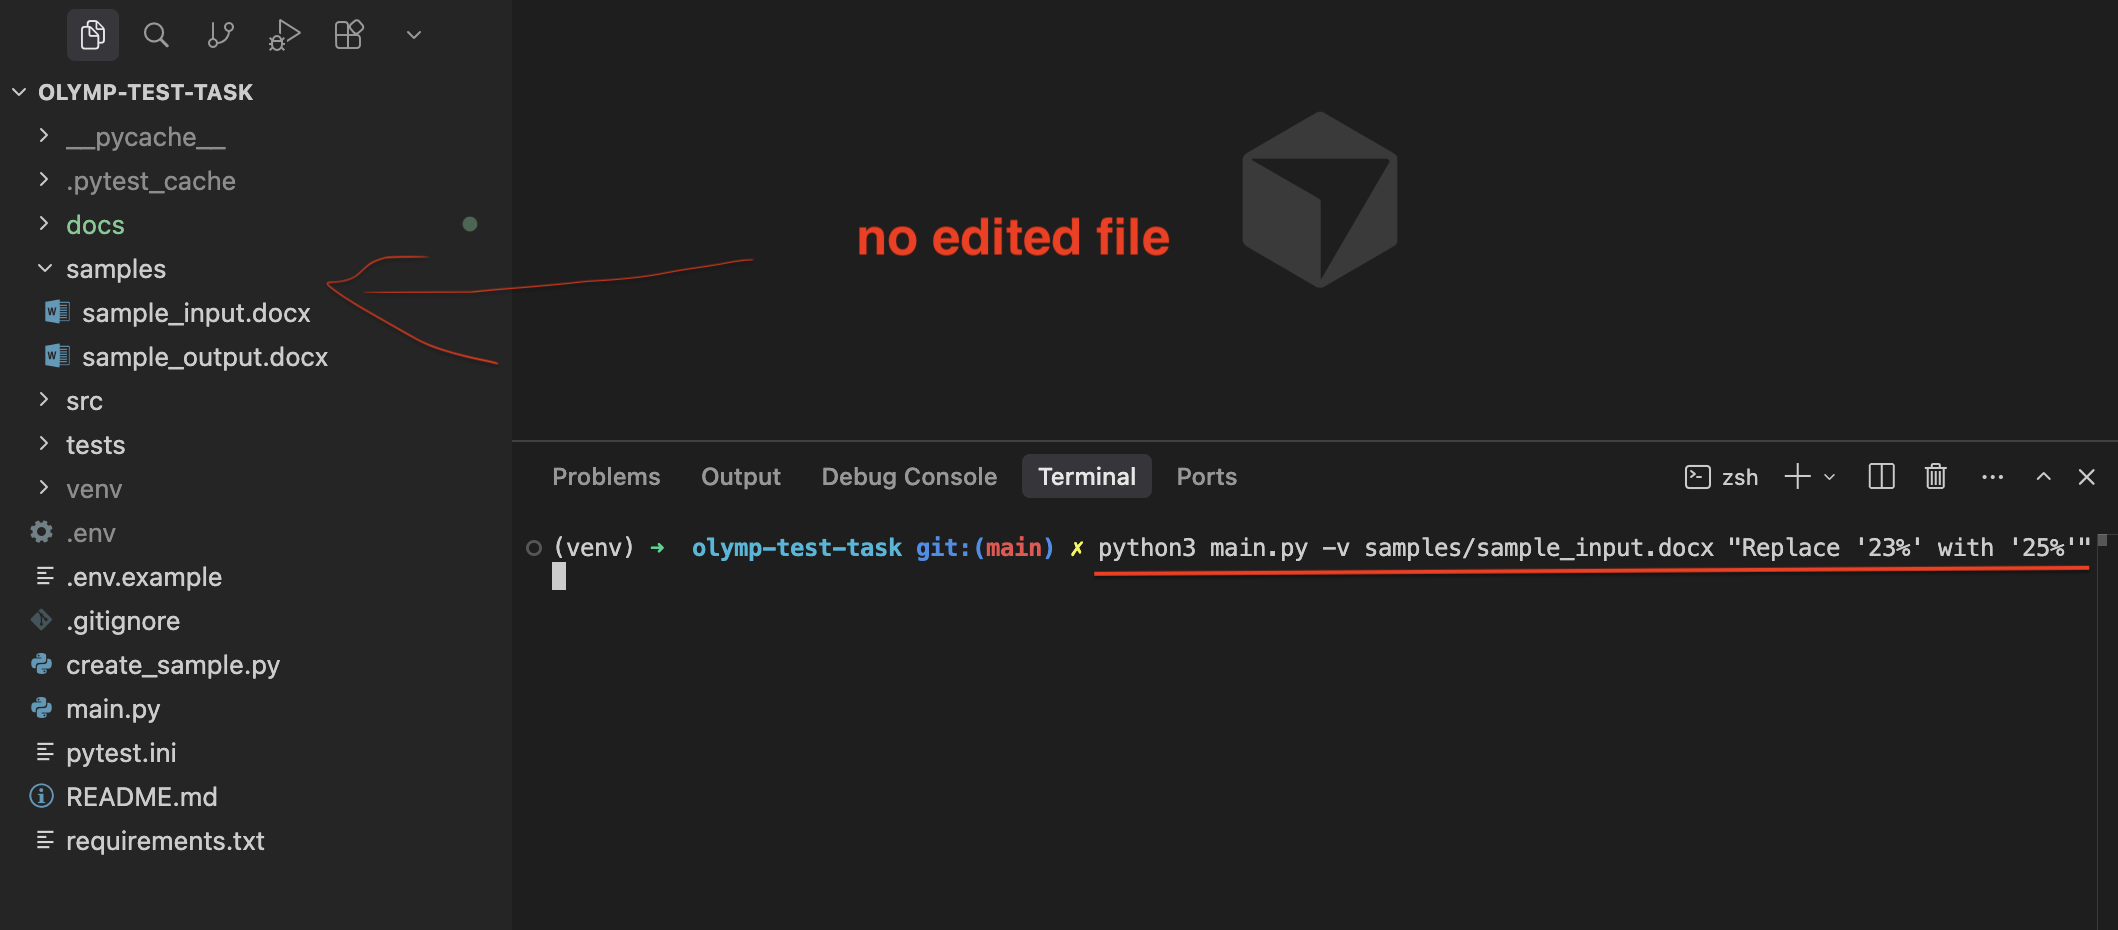 OLYMP-TEST-TASK
__pycache__
.pytest_cache
docs
samples
sample_input.docx
sample_output.docx
src
tests
venv
.env
.env.example
.gitignore
create_sample.py
main.py
pytest.ini
README.md
requirements.txt
no edited file
Problems Output Debug Console Terminal Ports zsh
(venv) ➜ olymp-test-task git:(main) ✗ python3 main.py -v samples/sample_input.docx "Replace '23%' with '25%'"